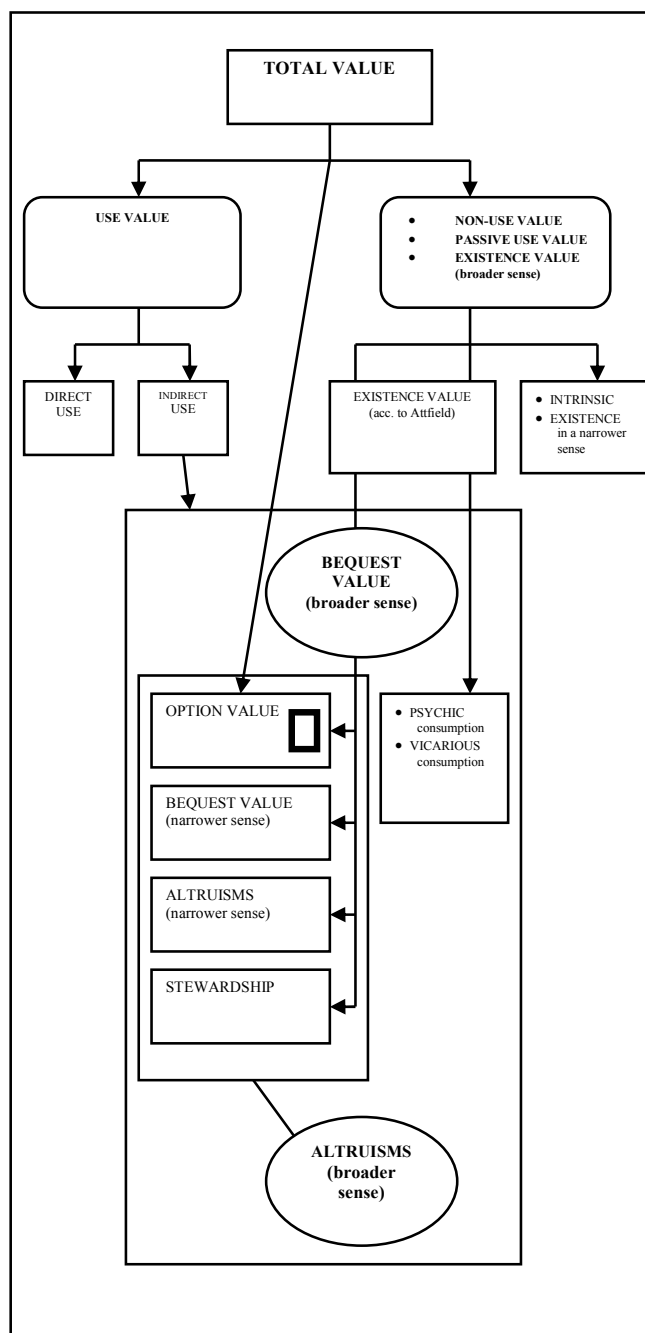 TOTAL VALUE
USE VALUE
• NON-USE VALUE
• PASSIVE USE VALUE
• EXISTENCE VALUE
(broader sense)
DIRECT
USE
INDIRECT
USE
EXISTENCE VALUE
(acc. to Attfield)
• INTRINSIC
• EXISTENCE
in a narrower
sense
BEQUEST
VALUE
(broader sense)
OPTION VALUE
BEQUEST VALUE
(narrower sense)
ALTRUISMS
(narrower sense)
STEWARDSHIP
• PSYCHIC
consumption
• VICARIOUS
consumption
ALTRUISMS
(broader
sense)